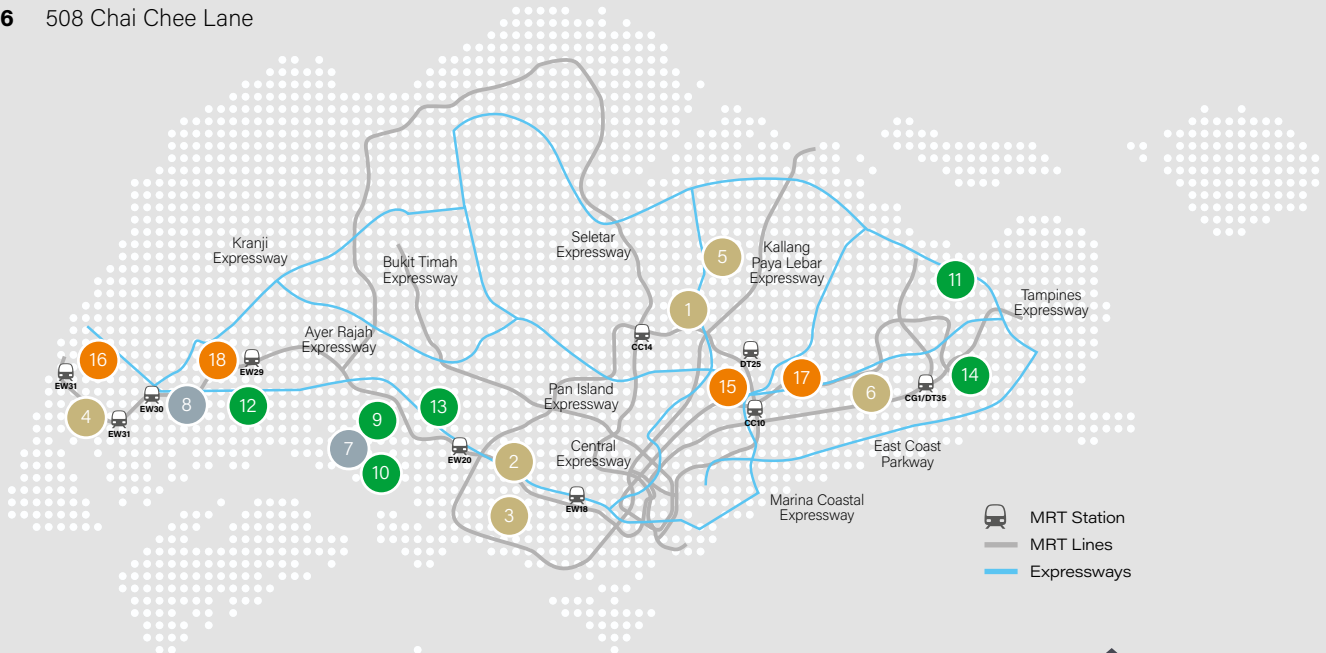 6 508 Chai Chee Lane
Kranji
Expressway
Bukit Timah
Expressway
Seletar
Expressway
5
Kallang
Paya Lebar
Expressway
11
Tampines
Expressway
1
Ayer Rajah
Expressway
CC14
DT25
16
18
EW29
EW31
15
17
6
CG1/DT35
14
Pan Island
Expressway
EW30
8
12
13
4
EW31
CC10
9
7
10
EW20
2
Central
Expressway
East Coast
Parkway
3
EW18
Marina Coastal
Expressway
MRT Station
MRT Lines
Expressways